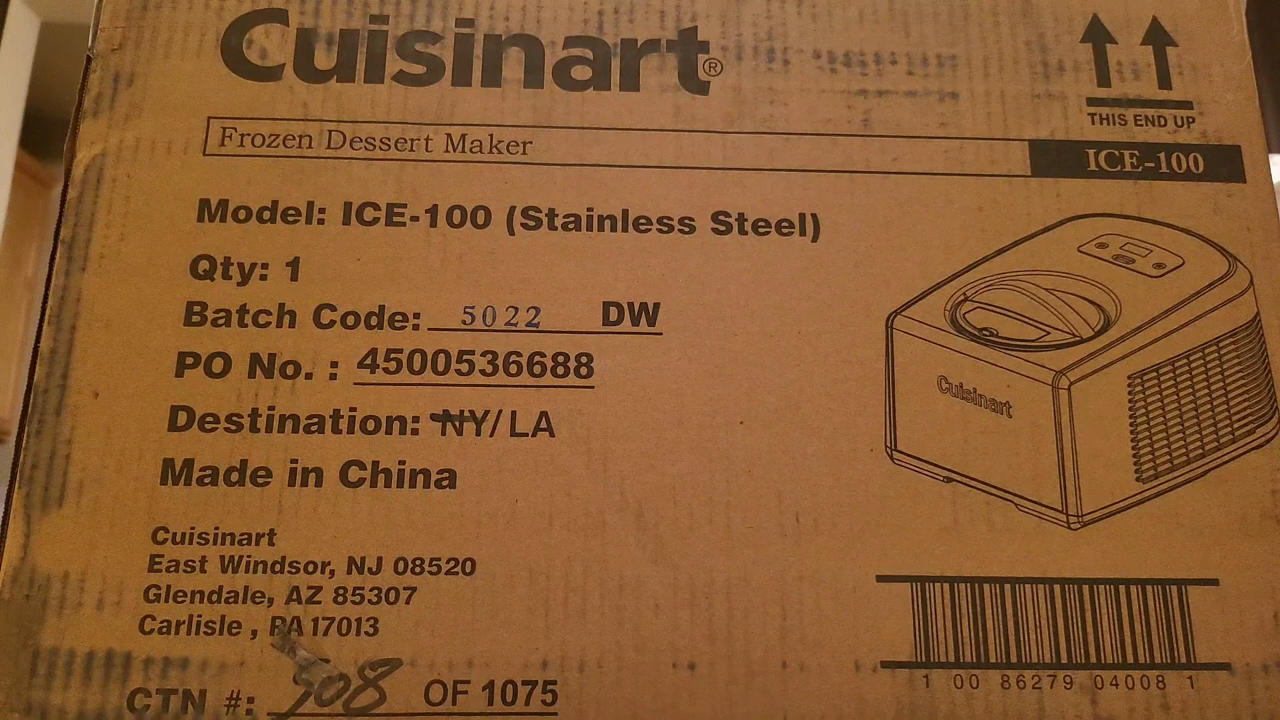 Cuisinart®
THIS END UP
Frozen Dessert Maker
ICE-100
Model: ICE-100 (Stainless Steel)
Qty: 1
Batch Code: 5022 DW
PO No. : 4500536688
Destination: NY/LA
Made in China
Cuisinart
Cuisinart
East Windsor, NJ 08520
Glendale, AZ 85307
Carlisle , PA 17013
CTN #: 308 OF 1075
1 00 86279 04008 1